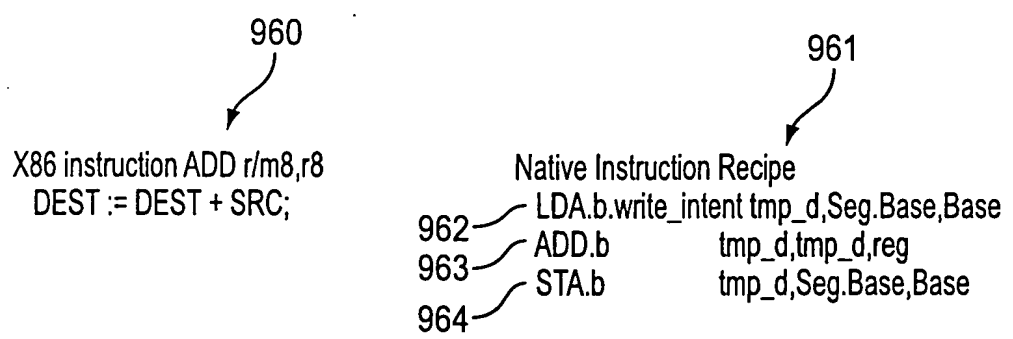 960
961
X86 instruction ADD r/m8,r8
DEST := DEST + SRC;
Native Instruction Recipe
962 LDA.b.write_intent tmp_d,Seg.Base,Base
963 ADD.b tmp_d,tmp_d,reg
964 STA.b tmp_d,Seg.Base,Base